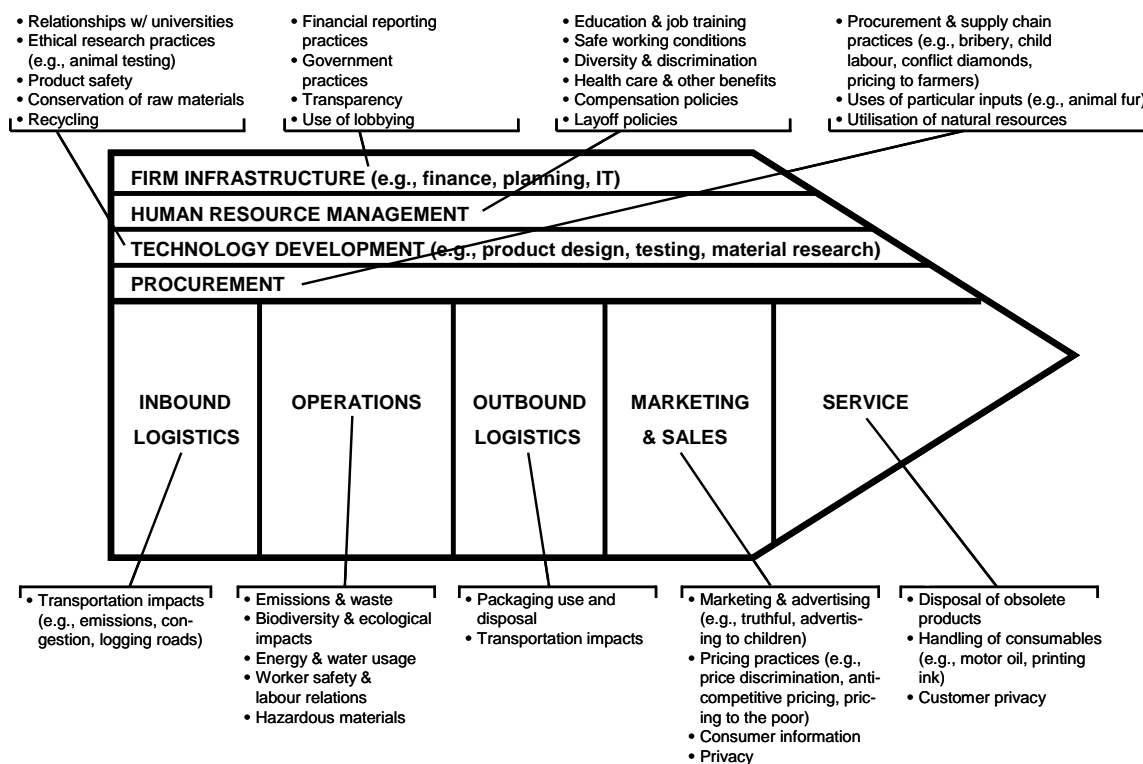 • Relationships w/ universities
• Ethical research practices
(e.g., animal testing)
• Product safety
• Conservation of raw materials
• Recycling
• Financial reporting
practices
• Government
practices
• Transparency
• Use of lobbying
• Education & job training
• Safe working conditions
• Diversity & discrimination
• Health care & other benefits
• Compensation policies
• Layoff policies
• Procurement & supply chain
practices (e.g., bribery, child
labour, conflict diamonds,
pricing to farmers)
• Uses of particular inputs (e.g., animal fur)
• Utilisation of natural resources
FIRM INFRASTRUCTURE (e.g., finance, planning, IT)
HUMAN RESOURCE MANAGEMENT
TECHNOLOGY DEVELOPMENT (e.g., product design, testing, material research)
PROCUREMENT
INBOUND
LOGISTICS
OPERATIONS
OUTBOUND
LOGISTICS
MARKETING
& SALES
SERVICE
• Transportation impacts
(e.g., emissions, con-
gestion, logging roads)
• Emissions & waste
• Biodiversity & ecological
impacts
• Energy & water usage
• Worker safety &
labour relations
• Hazardous materials
• Packaging use and
disposal
• Transportation impacts
• Marketing & advertising
(e.g., truthful, advertis-
ing to children)
• Pricing practices (e.g.,
price discrimination, anti-
competitive pricing, pric-
ing to the poor)
• Consumer information
• Privacy
• Disposal of obsolete
products
• Handling of consumables
(e.g., motor oil, printing
ink)
• Customer privacy